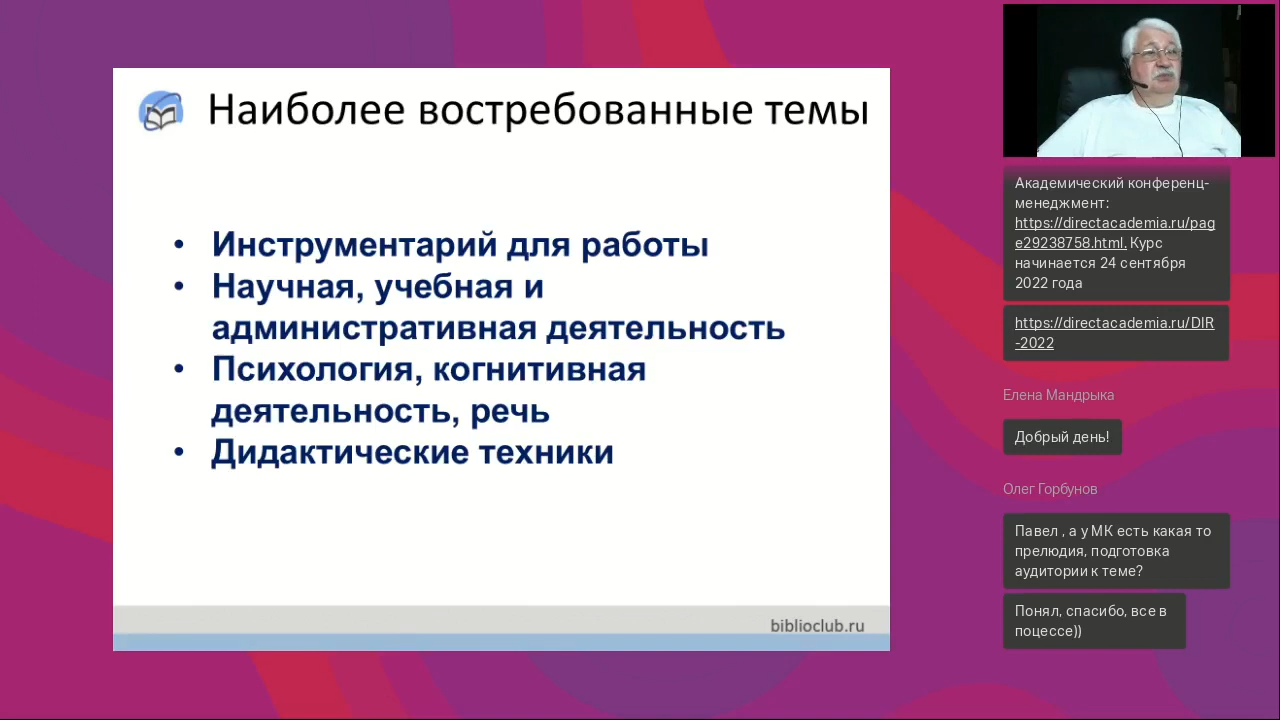 Наиболее востребованные темы
• Инструментарий для работы
• Научная, учебная и
административная деятельность
• Психология, когнитивная
деятельность, речь
• Дидактические техники
biblioclub.ru
Академический конференц-
менеджмент:
https://directacademia.ru/pag
e29238758.html. Курс
начинается 24 сентября
2022 года
https://directacademia.ru/DIR
-2022
Елена Мандрыка
Добрый день!
Олег Горбунов
Павел , а у МК есть какая то
прелюдия, подготовка
аудитории к теме?
Понял, спасибо, все в
поцессе))